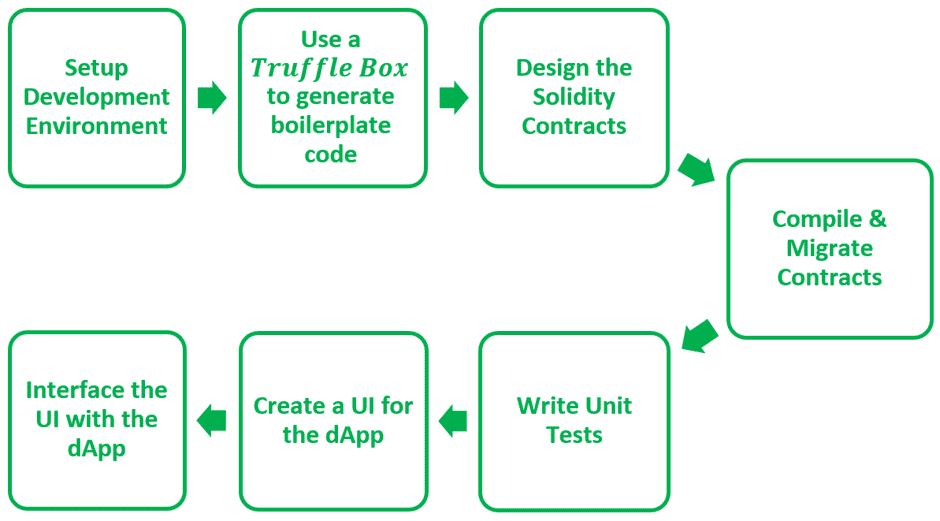 Setup
Development
Environment
Use a
Truffle Box
to generate
boilerplate
code
Design the
Solidity
Contracts
Compile &
Migrate
Contracts
Write Unit
Tests
Create a UI for
the dApp
Interface the
UI with the
dApp